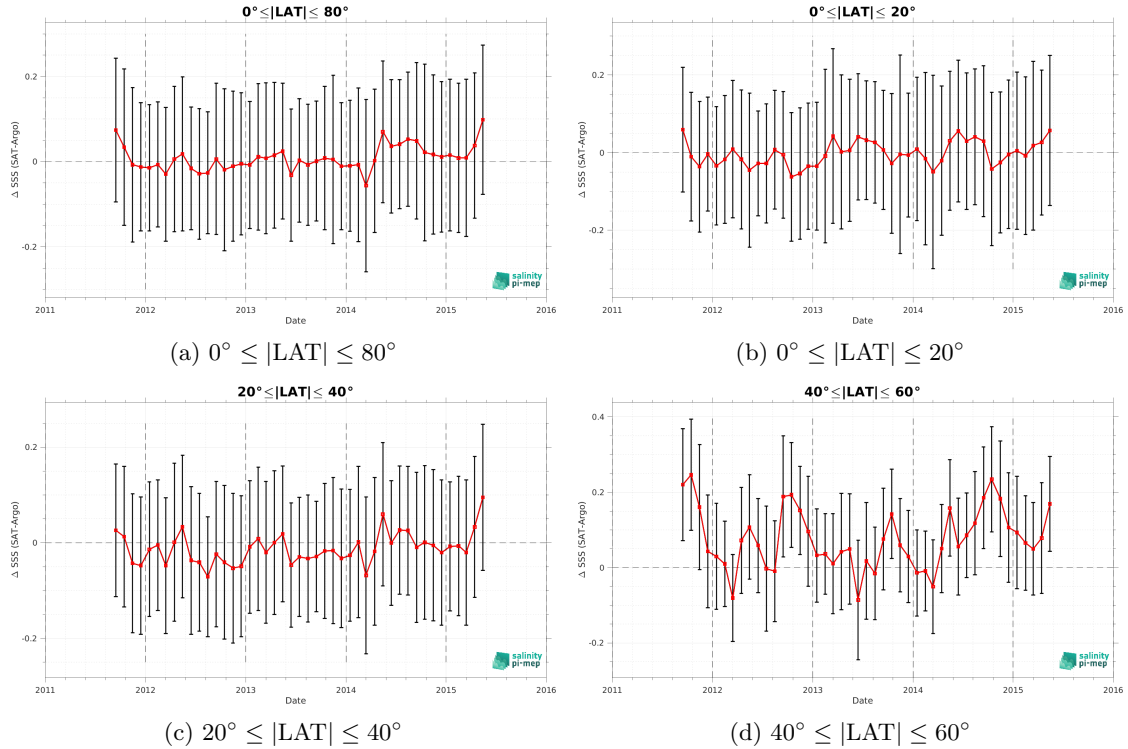 0°≤|LAT|≤ 80°
0.2
0
-0.2
Δ SSS (SAT-Argo)
2011
2012
2013
2014
2015
2016
Date
salinity
pi-mep
(a) 0° ≤ |LAT| ≤ 80°
0°≤|LAT|≤ 20°
0.2
0
-0.2
Δ SSS (SAT-Argo)
2011
2012
2013
2014
2015
2016
Date
salinity
pi-mep
(b) 0° ≤ |LAT| ≤ 20°
20°≤|LAT|≤ 40°
0.2
0
-0.2
Δ SSS (SAT-Argo)
2011
2012
2013
2014
2015
2016
Date
salinity
pi-mep
(c) 20° ≤ |LAT| ≤ 40°
40°≤|LAT|≤ 60°
0.4
0.2
0
-0.2
Δ SSS (SAT-Argo)
2011
2012
2013
2014
2015
2016
Date
salinity
pi-mep
(d) 40° ≤ |LAT| ≤ 60°